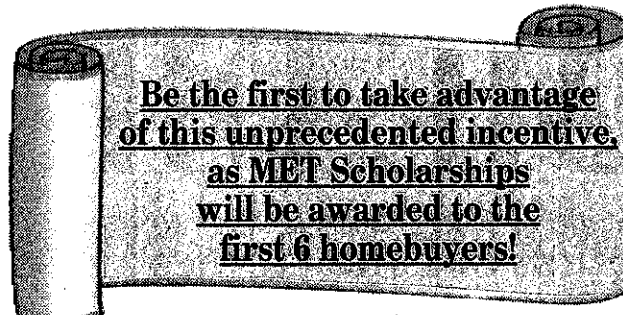 Be the first to take advantage
of this unprecedented incentive,
as MET Scholarships
will be awarded to the
first 6 homebuyers!